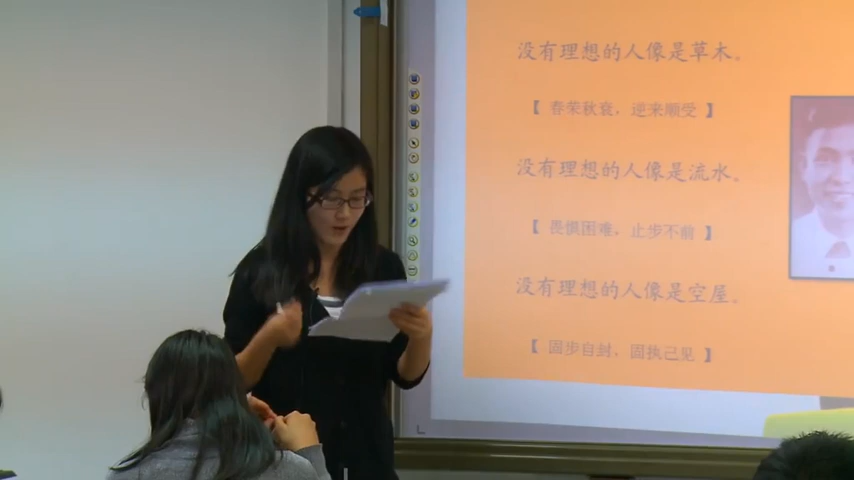 没有理想的人像是草木。
【 春荣秋衰，逆来顺受 】
没有理想的人像是流水。
【 畏惧困难，止步不前 】
没有理想的人像是空屋。
【 固步自封，固执己见 】